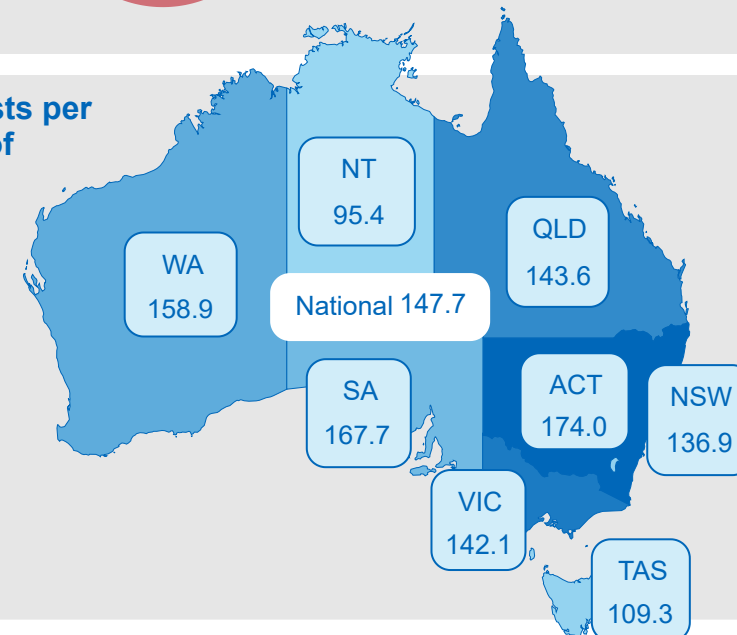 per
of
NT
95.4
QLD
143.6
WA
158.9
National 147.7
SA
167.7
ACT
174.0
NSW
136.9
VIC
142.1
TAS
109.3